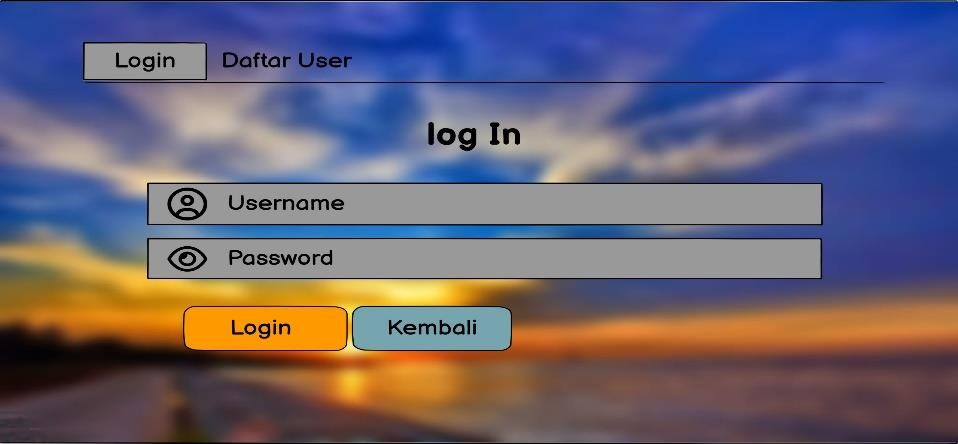 Login Daftar User
log In
Username
Password
Login Kembali